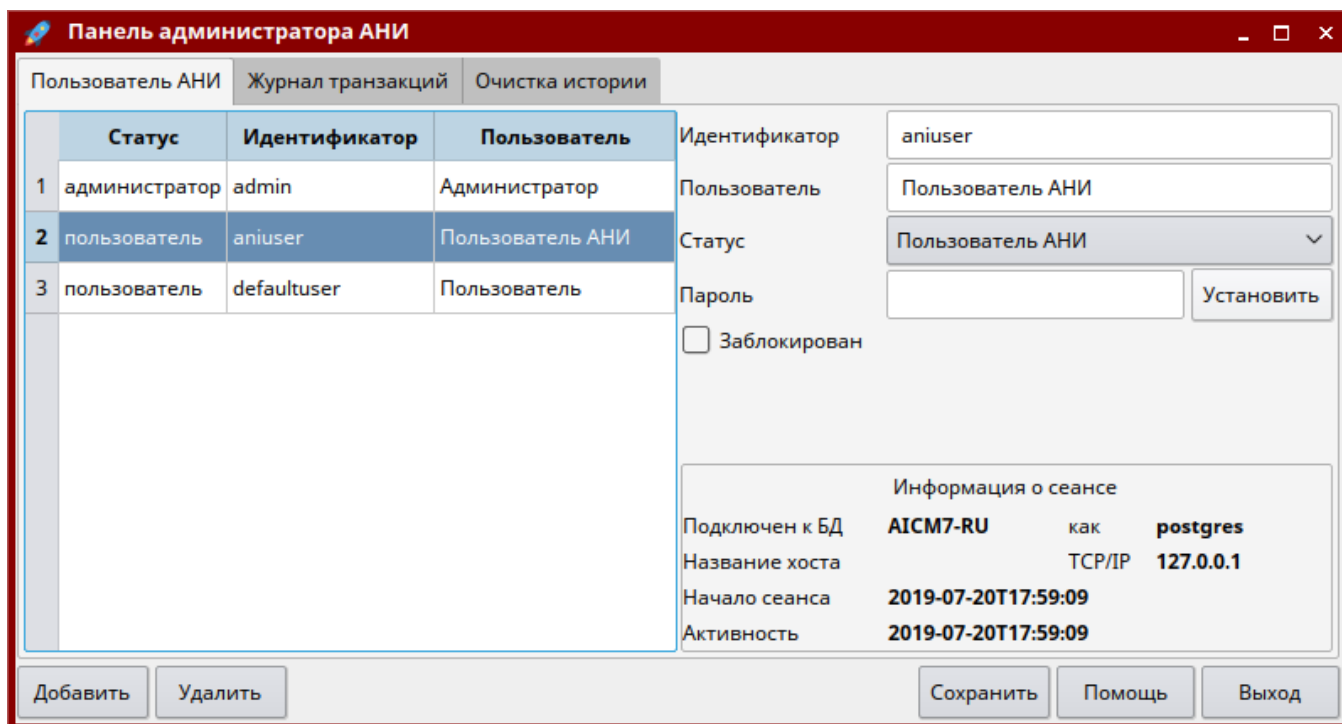 Панель администратора АНИ
Пользователь АНИ Журнал транзакций Очистка истории
Статус Идентификатор Пользователь
1 администратор admin Администратор
2 пользователь aniuser Пользователь АНИ
3 пользователь defaultuser Пользователь
Идентификатор aniuser
Пользователь Пользователь АНИ
Статус Пользователь АНИ
Пароль Установить
Заблокирован
Информация о сеансе
Подключен к БД AICM7-RU как postgres
Название хоста TCP/IP 127.0.0.1
Начало сеанса 2019-07-20T17:59:09
Активность 2019-07-20T17:59:09
Добавить Удалить Сохранить Помощь Выход